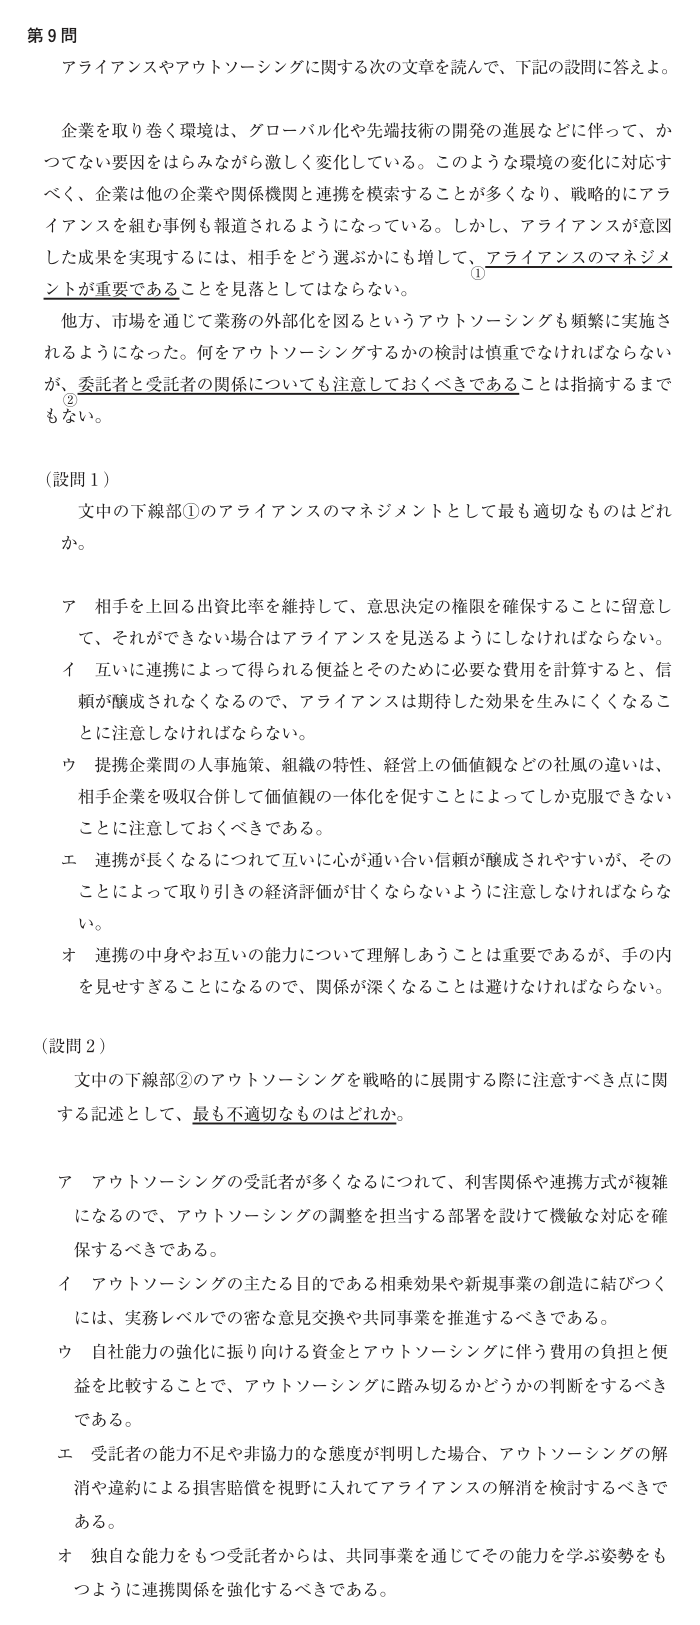 第9問
アライアンスやアウトソーシングに関する次の文章を読んで、下記の設問に答えよ。
企業を取り巻く環境は、グローバル化や先端技術の開発の進展などに伴って、か
つてない要因をはらみながら激しく変化している。このような環境の変化に対応す
べく、企業は他の企業や関係機関と連携を模索することが多くなり、戦略的にアラ
イアンスを組む事例も報道されるようになっている。しかし、アライアンスが意図
した成果を実現するには、相手をどう選ぶかにも増して、アライアンスのマネジメ
①
ントが重要であることを見落としてはならない。
他方、市場を通じて業務の外部化を図るというアウトソーシングも頻繁に実施さ
れるようになった。何をアウトソーシングするかの検討は慎重でなければならない
が、委託者と受託者の関係についても注意しておくべきであることは指摘するまで
②
もない。
(設問1)
文中の下線部①のアライアンスのマネジメントとして最も適切なものはどれ
か。
ア 相手を上回る出資比率を維持して、意思決定の権限を確保することに留意し
て、それができない場合はアライアンスを見送るようにしなければならない。
イ 互いに連携によって得られる便益とそのために必要な費用を計算すると、信
頼が醸成されなくなるので、アライアンスは期待した効果を生みにくくなるこ
とに注意しなければならない。
ウ 提携企業間の人事施策、組織の特性、経営上の価値観などの社風の違いは、
相手企業を吸収合併して価値観の一体化を促すことによってしか克服できない
ことに注意しておくべきである。
エ 連携が長くなるにつれて互いに心が通い合い信頼が醸成されやすいが、その
ことによって取り引きの経済評価が甘くならないように注意しなければならな
い。
オ 連携の中身やお互いの能力について理解しあうことは重要であるが、手の内
を見せすぎることになるので、関係が深くなることは避けなければならない。
(設問2)
文中の下線部②のアウトソーシングを戦略的に展開する際に注意すべき点に関
する記述として、最も不適切なものはどれか。
ア アウトソーシングの受託者が多くなるにつれて、利害関係や連携方式が複雑
になるので、アウトソーシングの調整を担当する部署を設けて機敏な対応を確
保するべきである。
イ アウトソーシングの主たる目的である相乗効果や新規事業の創造に結びつく
には、実務レベルでの密な意見交換や共同事業を推進するべきである。
ウ 自社能力の強化に振り向ける資金とアウトソーシングに伴う費用の負担と便
益を比較することで、アウトソーシングに踏み切るかどうかの判断をするべき
である。
エ 受託者の能力不足や非協力的な態度が判明した場合、アウトソーシングの解
消や違約による損害賠償を視野に入れてアライアンスの解消を検討するべきで
ある。
オ 独自な能力をもつ受託者からは、共同事業を通じてその能力を学ぶ姿勢をも
つように連携関係を強化するべきである。